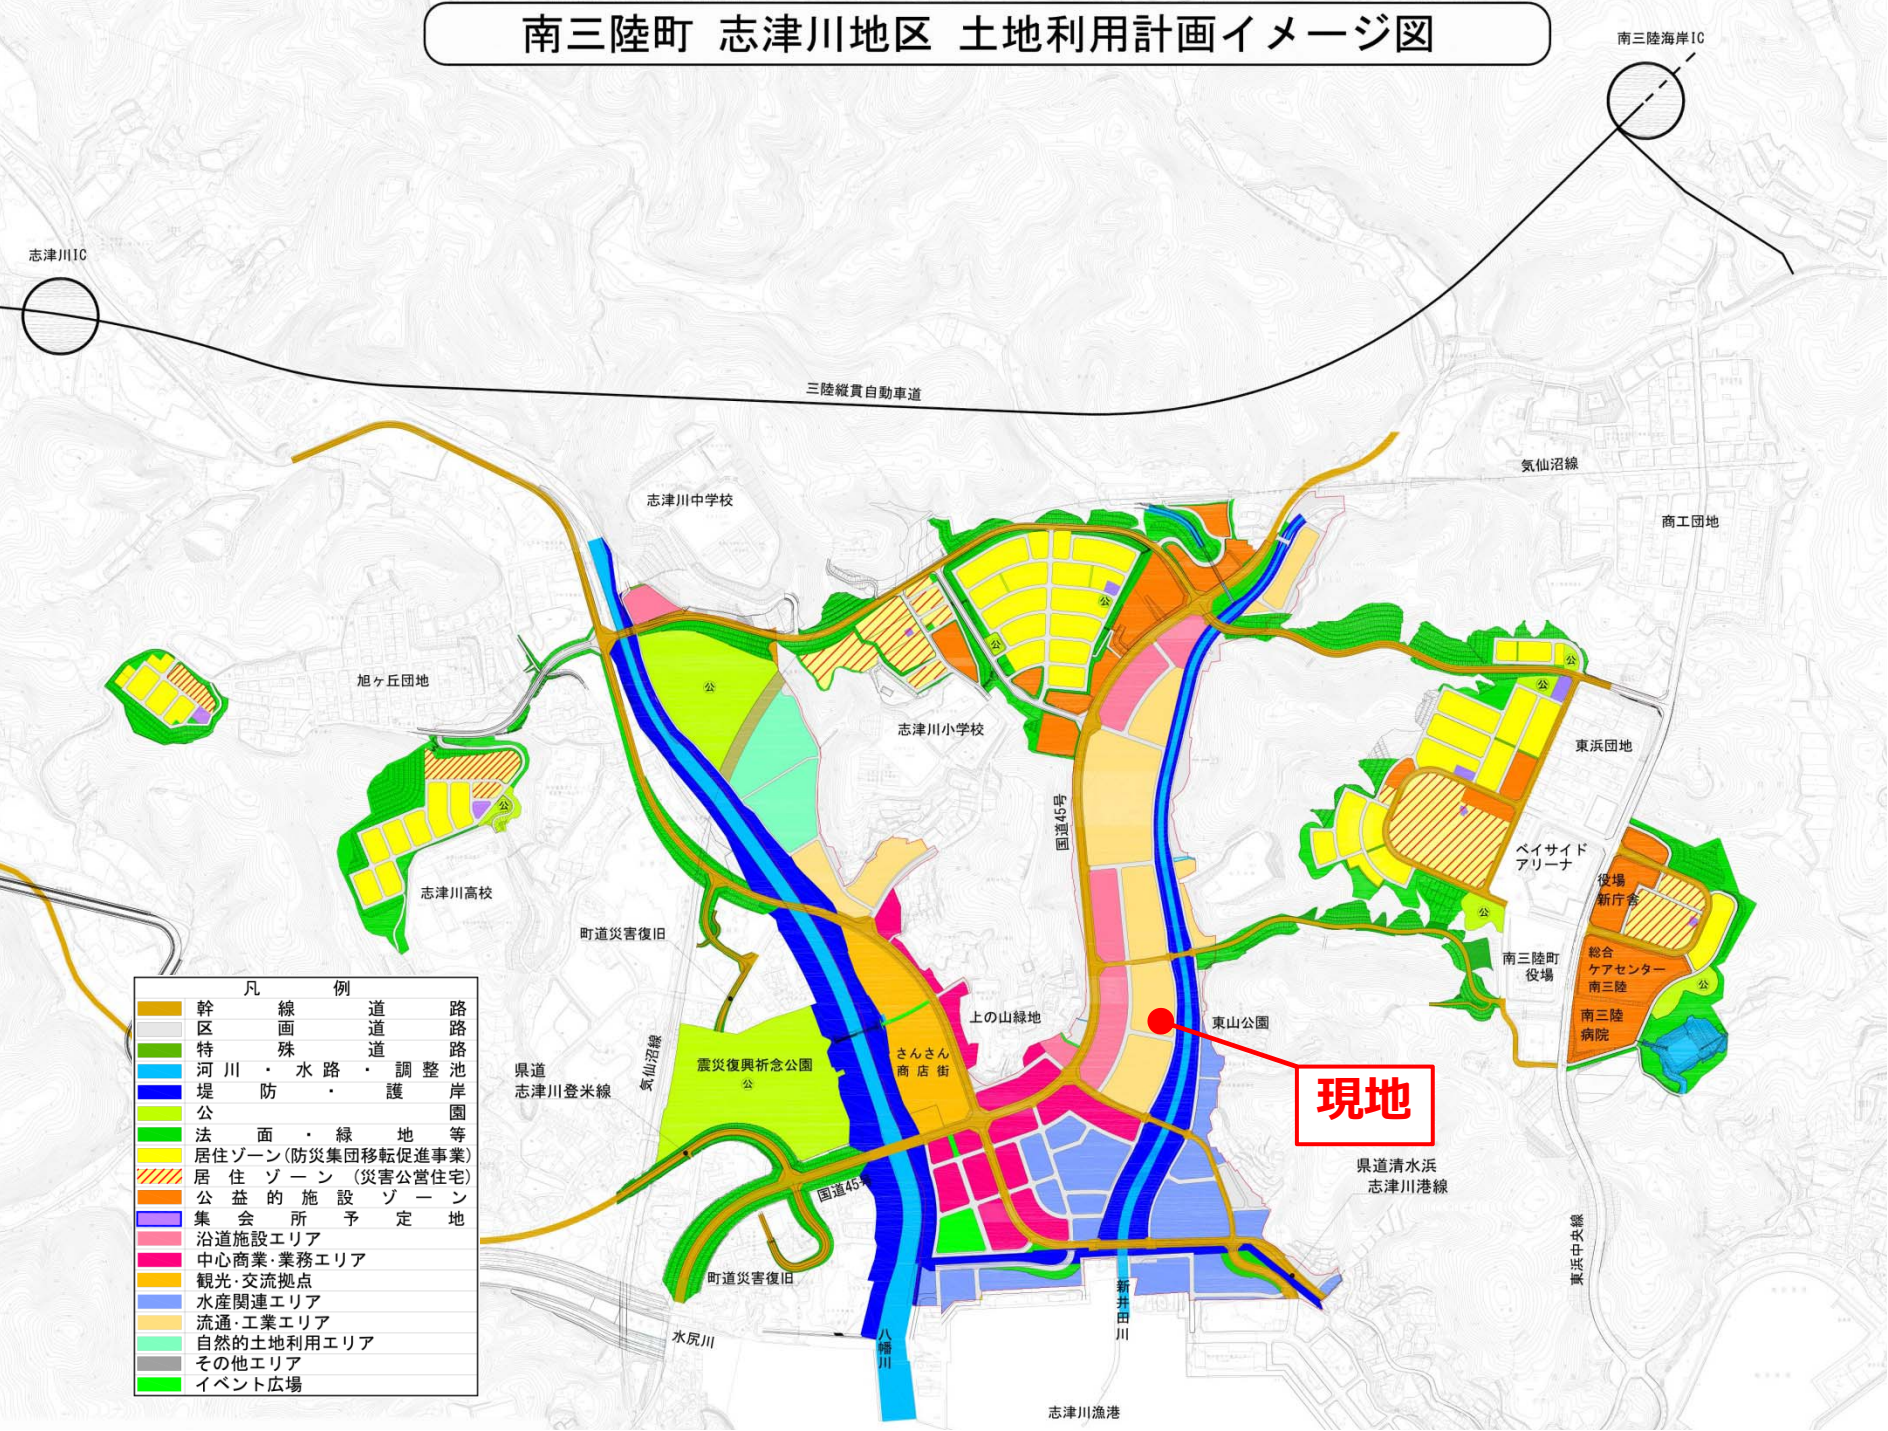 南三陸町 志津川地区 土地利用計画イメージ図
南三陸海岸IC
志津川IC
三陸縦貫自動車道
気仙沼線
志津川中学校
商工団地
公
公
公
公
公
旭ヶ丘団地
志津川小学校
東浜団地
公
国道45号
ベイサイド
アリーナ
役場
新庁舎
志津川高校
公
町道災害復旧
総合
ケアセンター
南三陸
南三陸町
役場
公
上の山緑地
東山公園
南三陸
病院
さんさん
商店街
震災復興祈念公園
公
気仙沼線
県道
志津川登米線
現地
県道清水浜
志津川港線
国道45号
東浜中央線
町道災害復旧
新井田川
水尻川
八幡川
志津川漁港
凡例
幹線道路
区画道路
特殊道路
河川・水路・調整池
堤防・護岸
公園
法面・緑地等
居住ゾーン(防災集団移転促進事業)
居住ゾーン(災害公営住宅)
公益的施設ゾーン
集会所予定地
沿道施設エリア
中心商業・業務エリア
観光・交流拠点
水産関連エリア
流通・工業エリア
自然的土地利用エリア
その他エリア
イベント広場